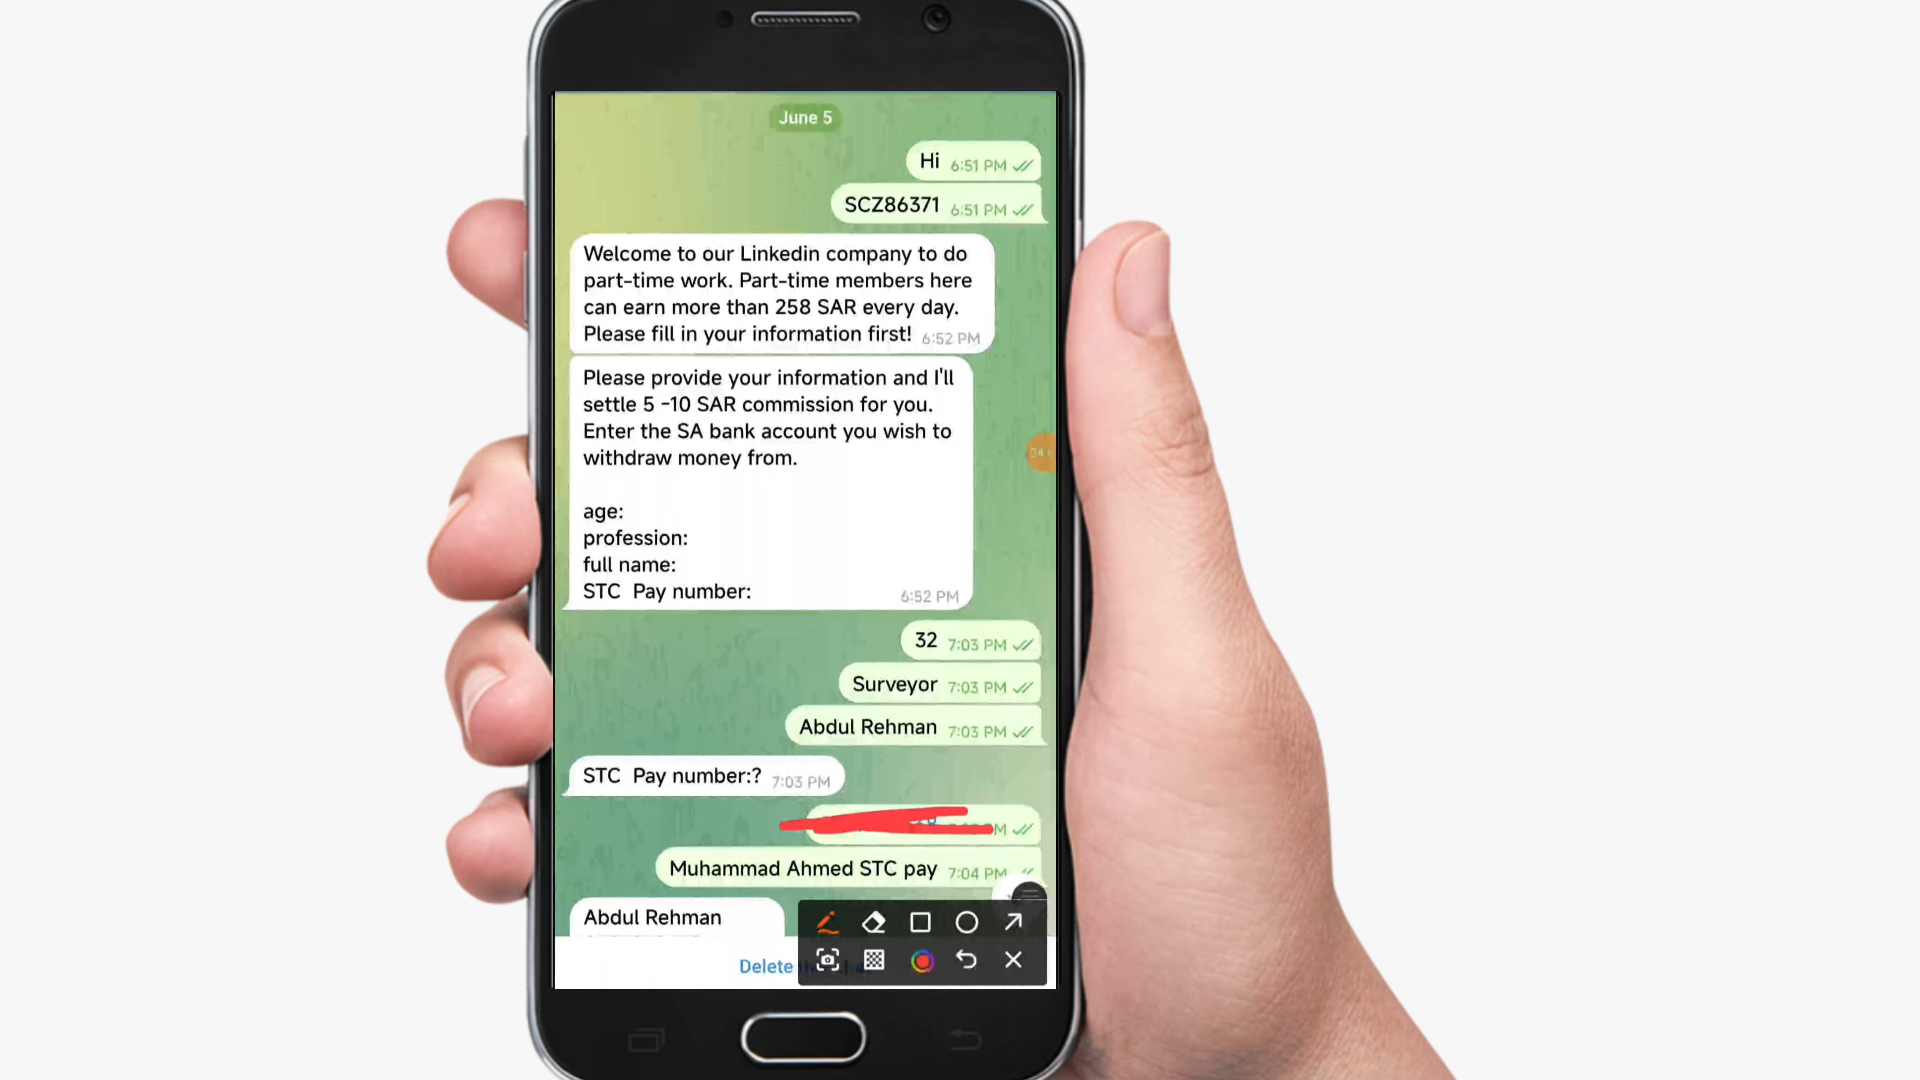 June 5
Hi 6:51 PM
SCZ86371 6:51 PM
Welcome to our Linkedin company to do
part-time work. Part-time members here
can earn more than 258 SAR every day.
Please fill in your information first! 6:52 PM
Please provide your information and I'll
settle 5 -10 SAR commission for you.
Enter the SA bank account you wish to
withdraw money from.
age:
profession:
full name:
STC Pay number: 6:52 PM
32 7:03 PM
Surveyor 7:03 PM
Abdul Rehman 7:03 PM
STC Pay number:? 7:03 PM
Muhammad Ahmed STC pay 7:04 PM
Abdul Rehman
Delete